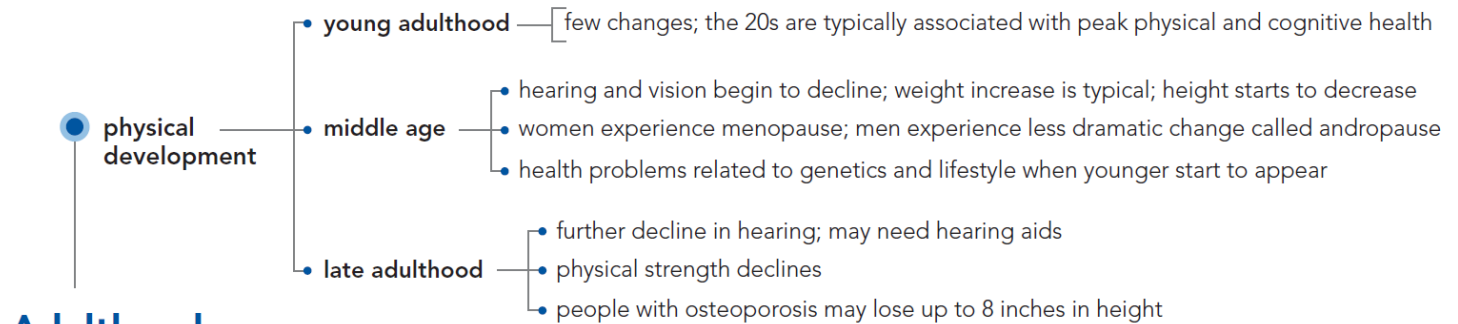 young adulthood
few changes; the 20s are typically associated with peak physical and cognitive health
physical
development
middle age
hearing and vision begin to decline; weight increase is typical; height starts to decrease
women experience menopause; men experience less dramatic change called andropause
health problems related to genetics and lifestyle when younger start to appear
late adulthood
further decline in hearing; may need hearing aids
physical strength declines
people with osteoporosis may lose up to 8 inches in height